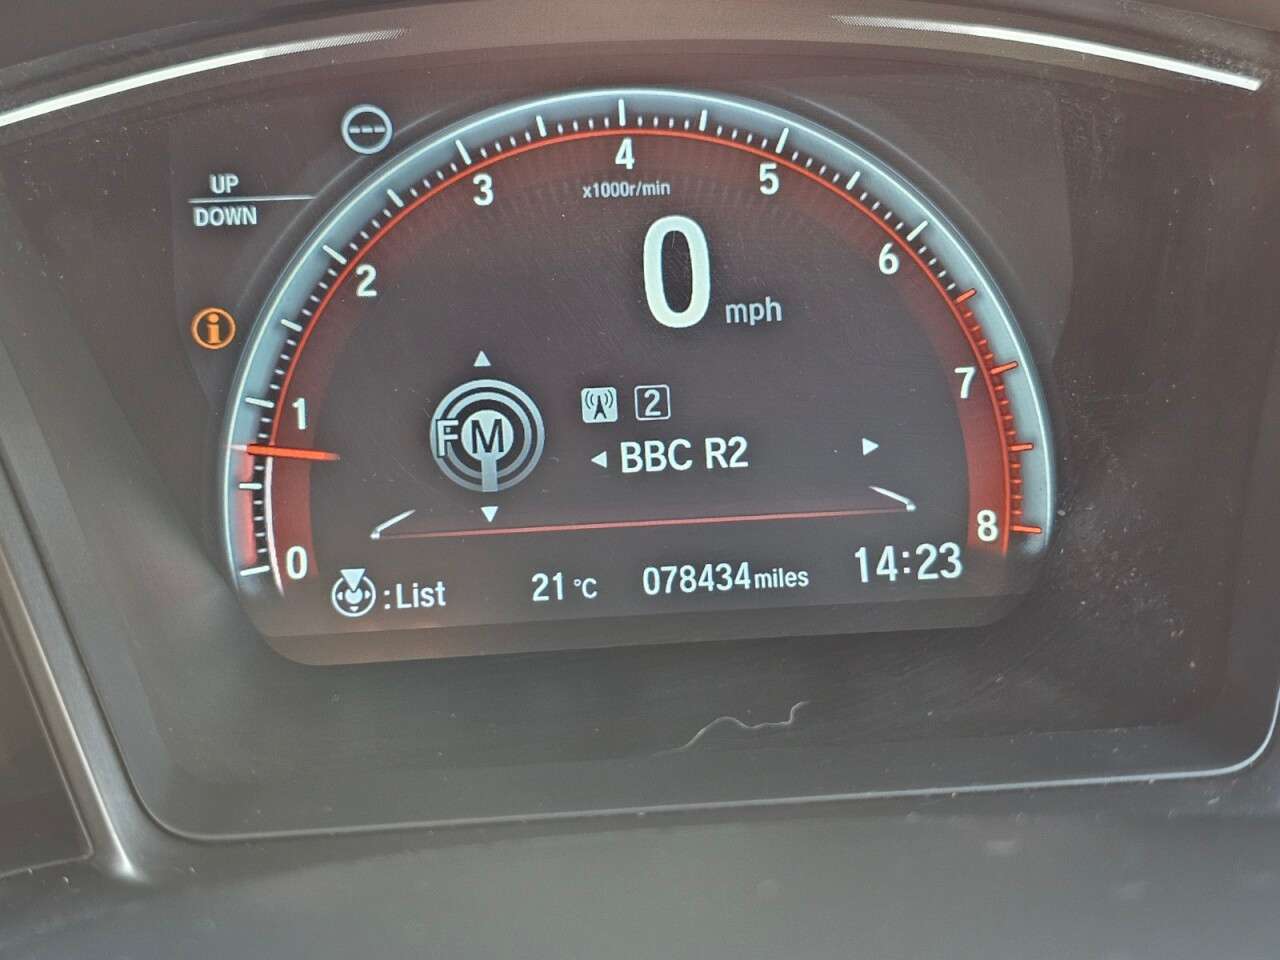 UP
DOWN
0
1
2
3
4
5
6
7
8
x1000r/min
0 mph
FM
2
BBC R2
:List
21 °C
078434 miles
14:23
i